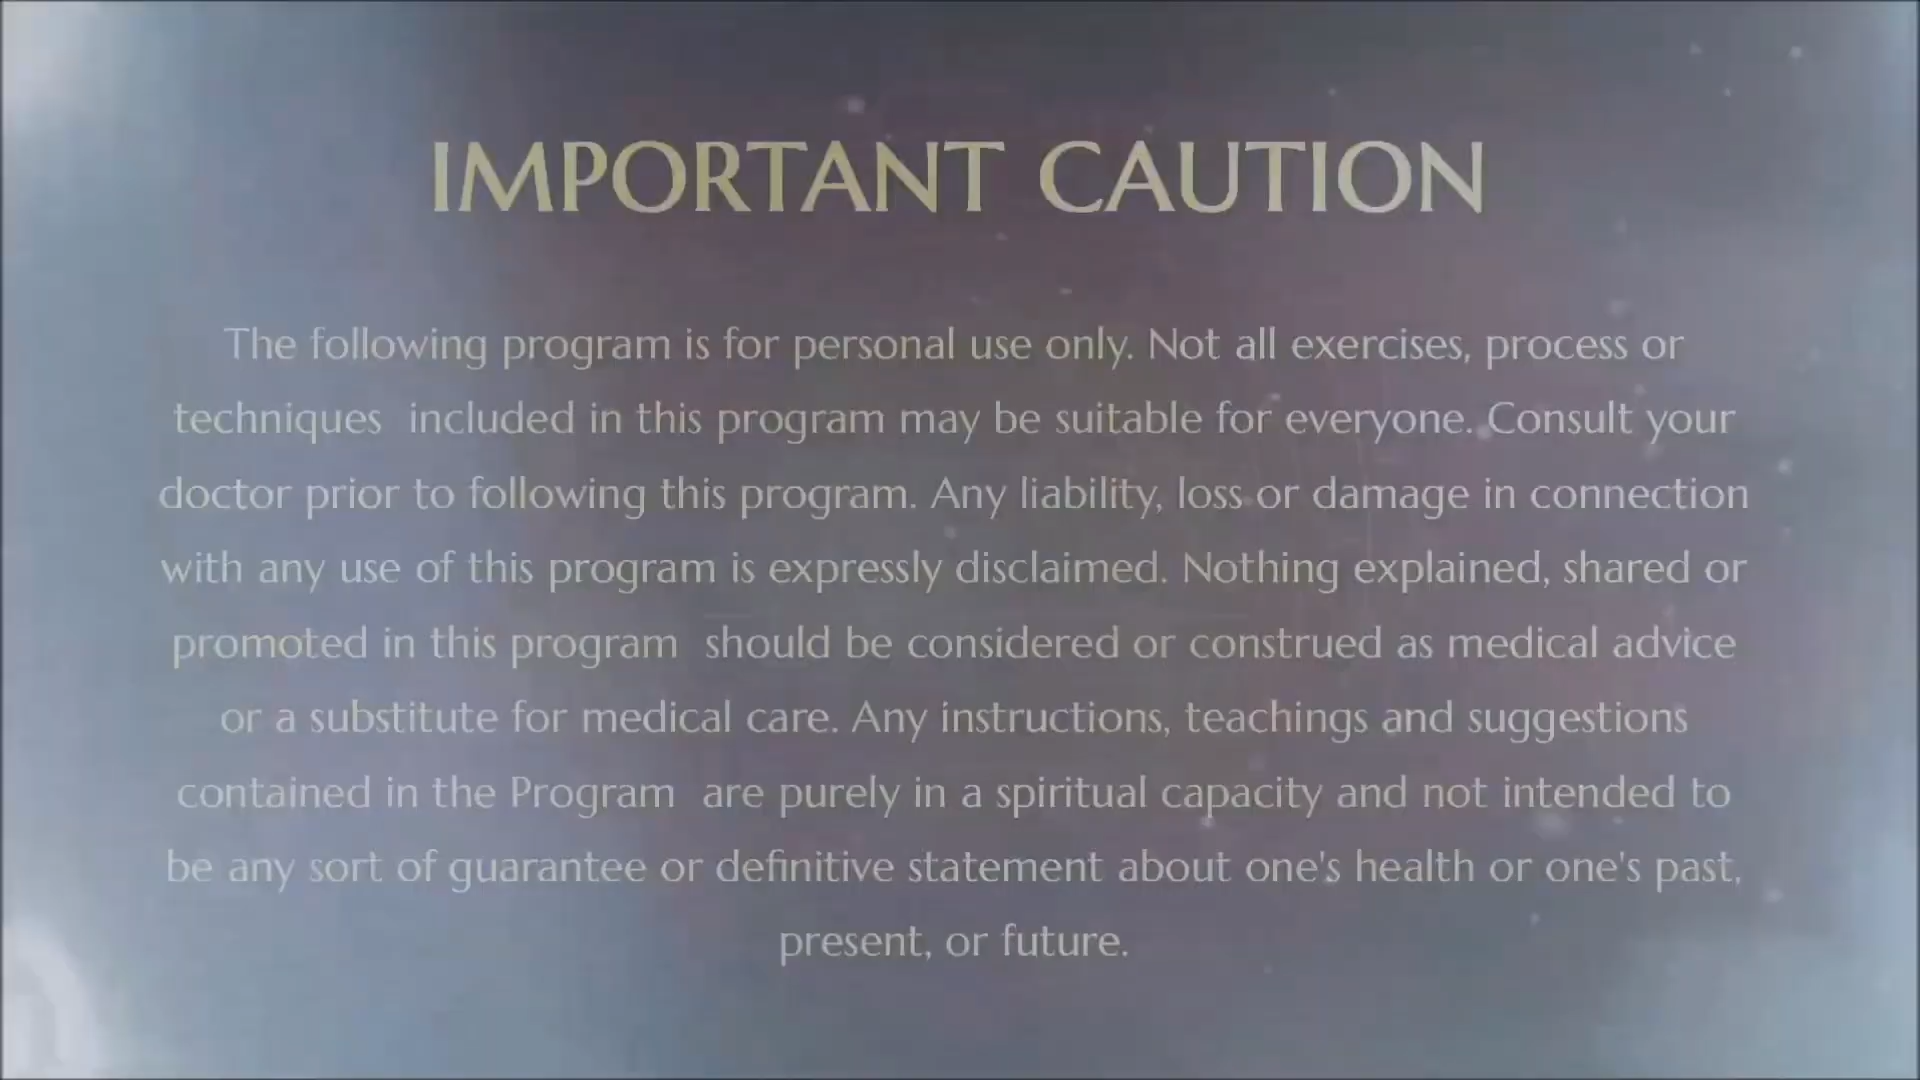 IMPORTANT CAUTION
The following program is for personal use only. Not all exercises, process or
techniques included in this program may be suitable for everyone. Consult your
doctor prior to following this program. Any liability, loss or damage in connection
with any use of this program is expressly disclaimed. Nothing explained, shared or
promoted in this program should be considered or construed as medical advice
or a substitute for medical care. Any instructions, teachings and suggestions
contained in the Program are purely in a spiritual capacity and not intended to
be any sort of guarantee or definitive statement about one's health or one's past,
present, or future.